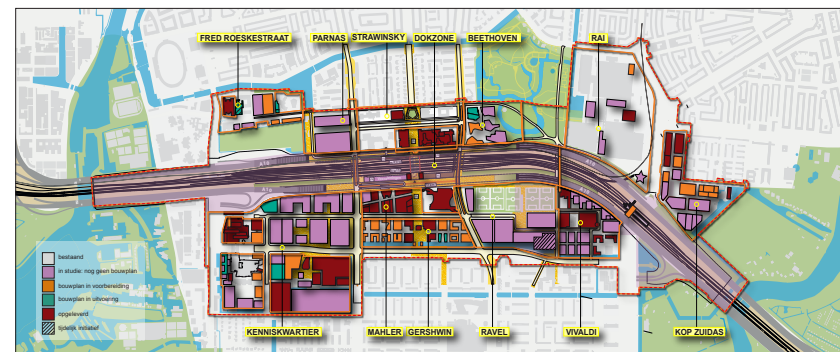 FRED ROESKESTRAAT
PARNAS
STRAWINSKY
DOKZONE
BEETHOVEN
RAI
bestaand
in studie: nog geen bouwplan
bouwplan in voorbereiding
bouwplan in uitvoering
opgeleverd
tijdelijk initiatief
KENNISKWARTIER
MAHLER
GERSHWIN
RAVEL
VIVALDI
KOP ZUIDAS